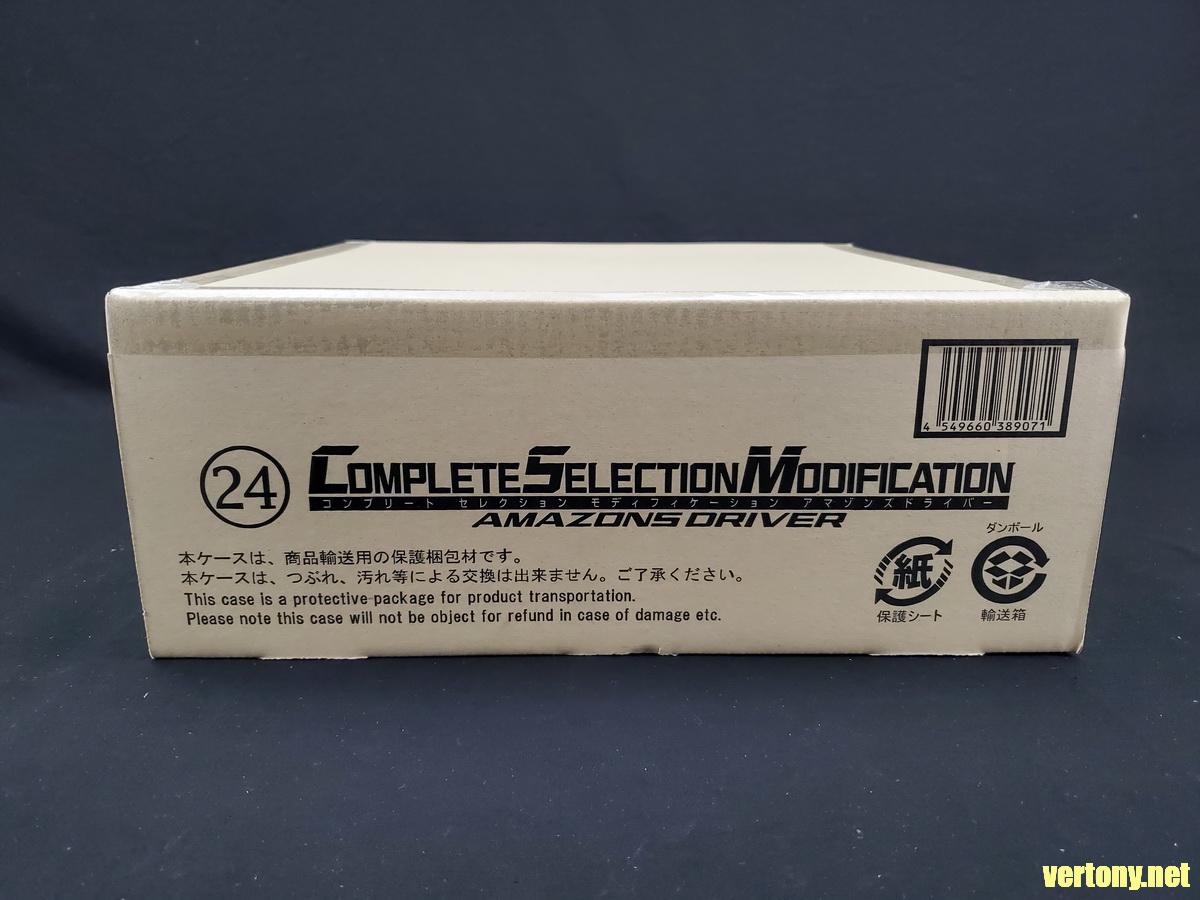 4 549660 389071
24
COMPLETE SELECTION MODIFICATION
コンプリート セレクション モディフィケーション アマゾンズドライバー
AMAZONS DRIVER
本ケースは、商品輸送用の保護梱包材です。
本ケースは、つぶれ、汚れ等による交換は出来ません。ご了承ください。
This case is a protective package for product transportation.
Please note this case will not be object for refund in case of damage etc.
紙
保護シート
ダンボール
輸送箱
vertony.net